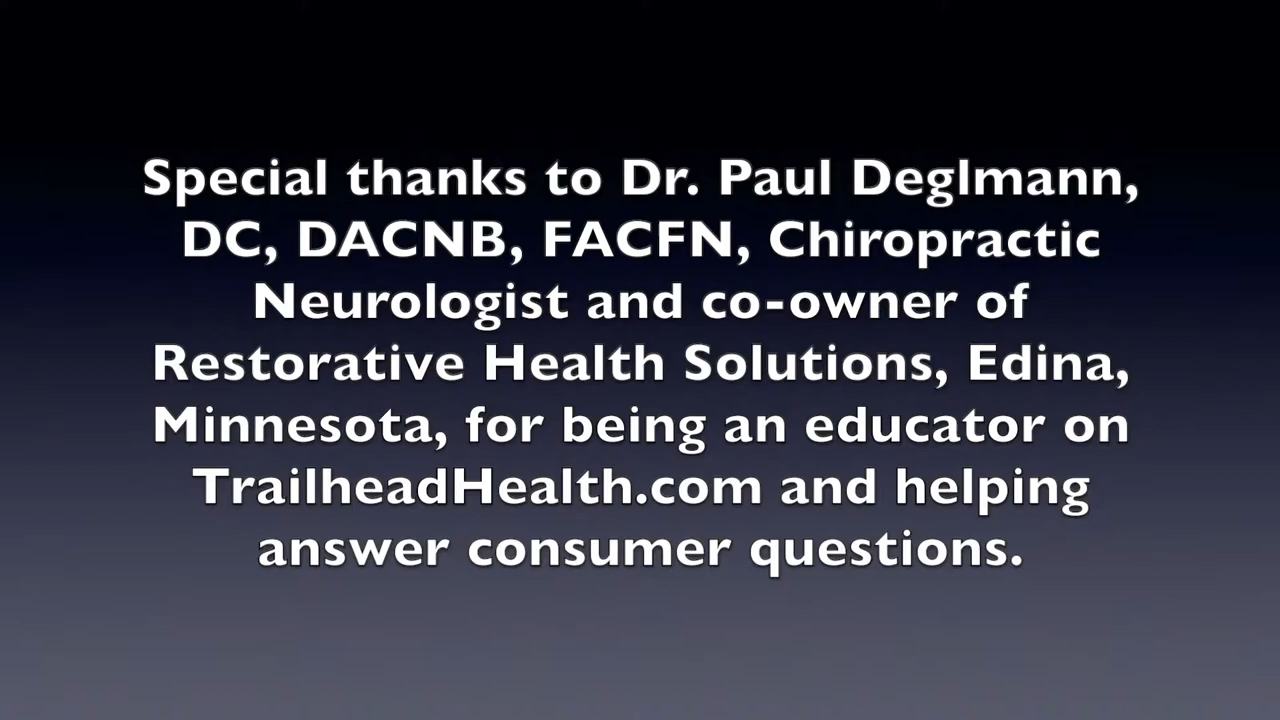 Special thanks to Dr. Paul Deglmann,
DC, DACNB, FACFN, Chiropractic
Neurologist and co-owner of
Restorative Health Solutions, Edina,
Minnesota, for being an educator on
TrailheadHealth.com and helping
answer consumer questions.